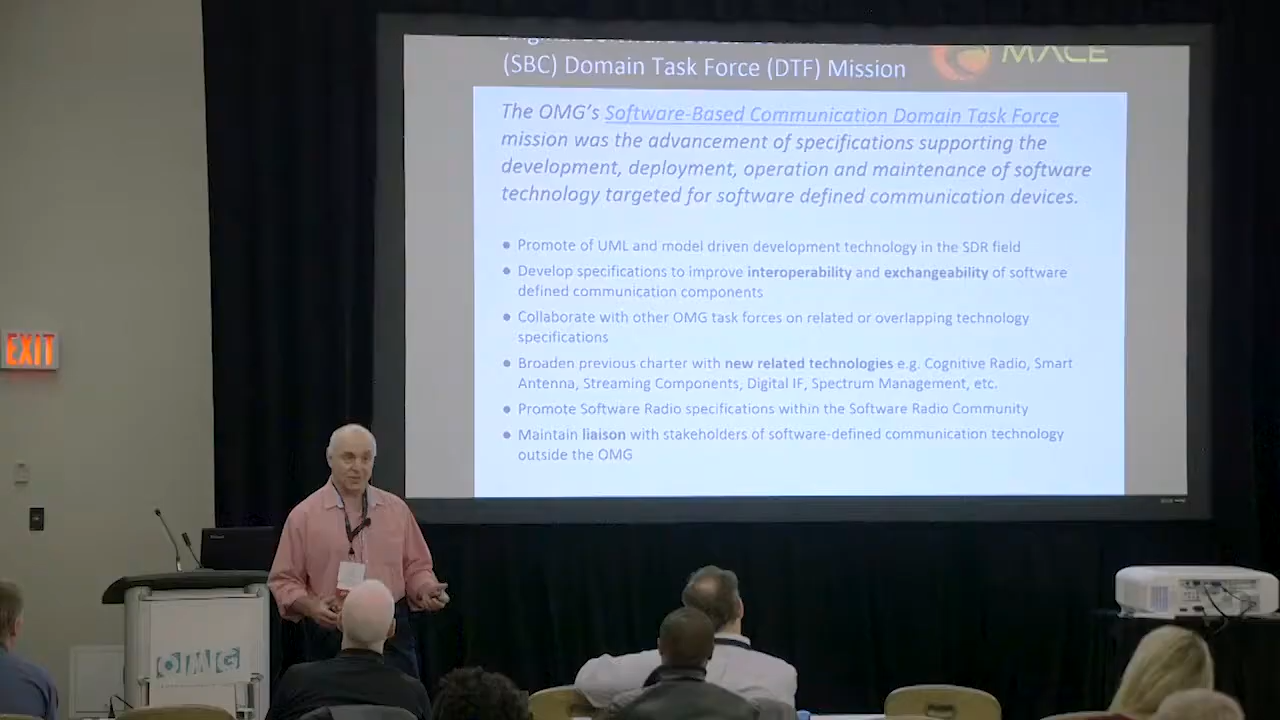 (SBC) Domain Task Force (DTF) Mission
MACE
The OMG's Software-Based Communication Domain Task Force
mission was the advancement of specifications supporting the
development, deployment, operation and maintenance of software
technology targeted for software defined communication devices.
● Promote of UML and model driven development technology in the SDR field
● Develop specifications to improve interoperability and exchangeability of software
defined communication components
● Collaborate with other OMG task forces on related or overlapping technology
specifications
● Broaden previous charter with new related technologies e.g. Cognitive Radio, Smart
Antenna, Streaming Components, Digital IF, Spectrum Management, etc.
● Promote Software Radio specifications within the Software Radio Community
● Maintain liaison with stakeholders of software-defined communication technology
outside the OMG
EXIT
OMG